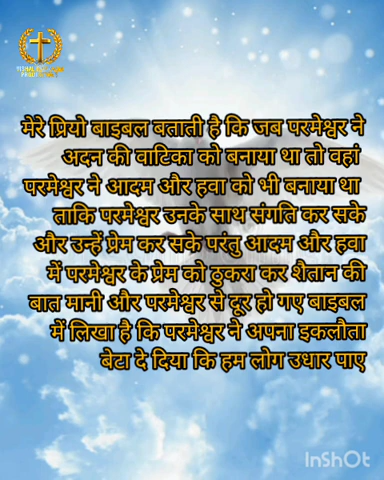 मेरे प्रियो बाइबल बताती है कि जब परमेश्वर ने
अदन की वाटिका को बनाया था तो वहां
परमेश्वर ने आदम और हवा को भी बनाया था
ताकि परमेश्वर उनके साथ संगति कर सके
और उन्हें प्रेम कर सके परंतु आदम और हवा
में परमेश्वर के प्रेम को ठुकरा कर शैतान की
बात मानी और परमेश्वर से दूर हो गए बाइबल
में लिखा है कि परमेश्वर ने अपना इकलौता
बेटा दे दिया कि हम लोग उधार पाए
InShOt